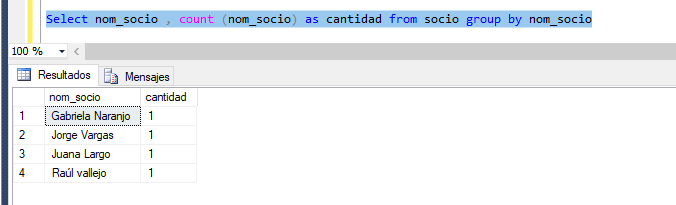 Select nom_socio , count (nom_socio) as cantidad from socio group by nom_socio
100 %
Resultados Mensajes
nom_socio cantidad
1 Gabriela Naranjo 1
2 Jorge Vargas 1
3 Juana Largo 1
4 Raúl vallejo 1